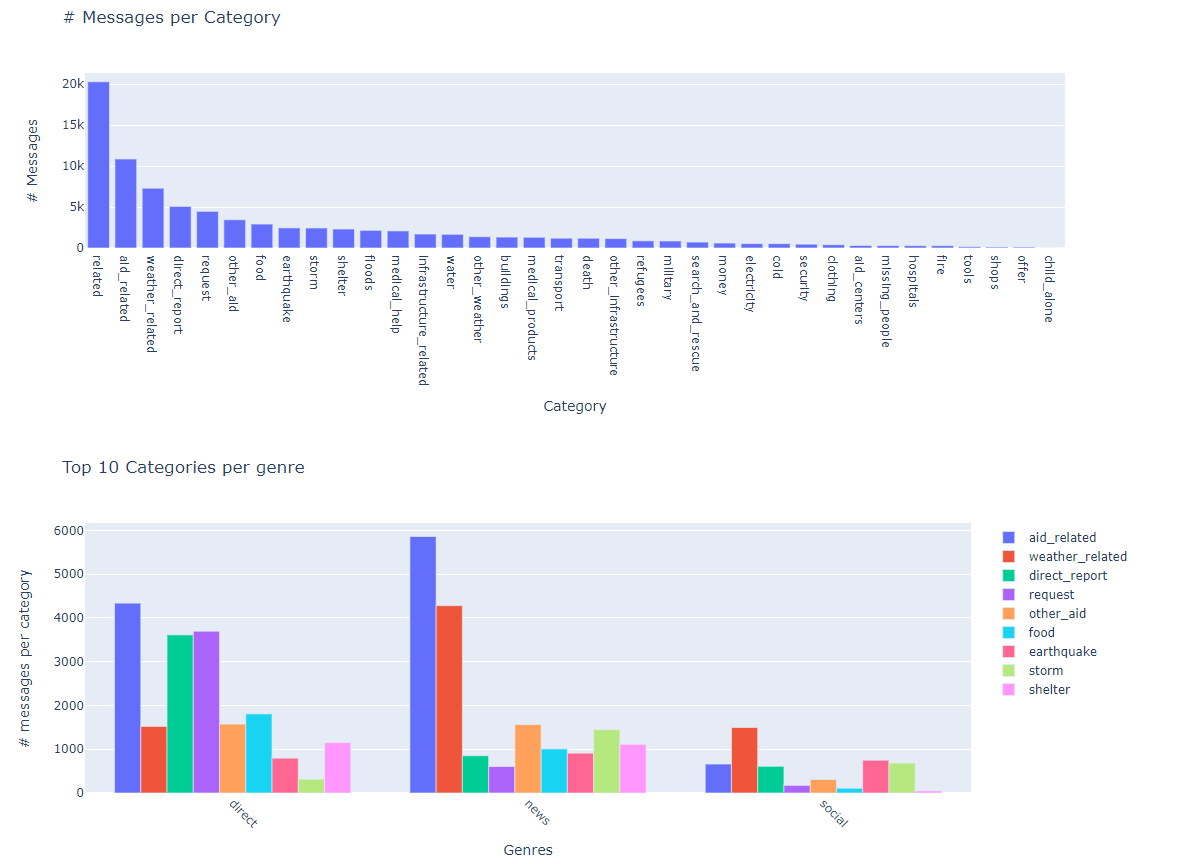 # Messages per Category
# Messages
20k
15k
10k
5k
0
related
aid_related
weather_related
direct_report
request
other_aid
food
earthquake
storm
shelter
floods
medical_help
infrastructure_related
water
other_weather
buildings
medical_products
transport
death
other_infrastructure
refugees
military
search_and_rescue
money
electricity
cold
security
clothing
aid_centers
missing_people
hospitals
fire
tools
shops
offer
child_alone
Category
Top 10 Categories per genre
# messages per category
6000
5000
4000
3000
2000
1000
0
direct
news
social
Genres
aid_related
weather_related
direct_report
request
other_aid
food
earthquake
storm
shelter